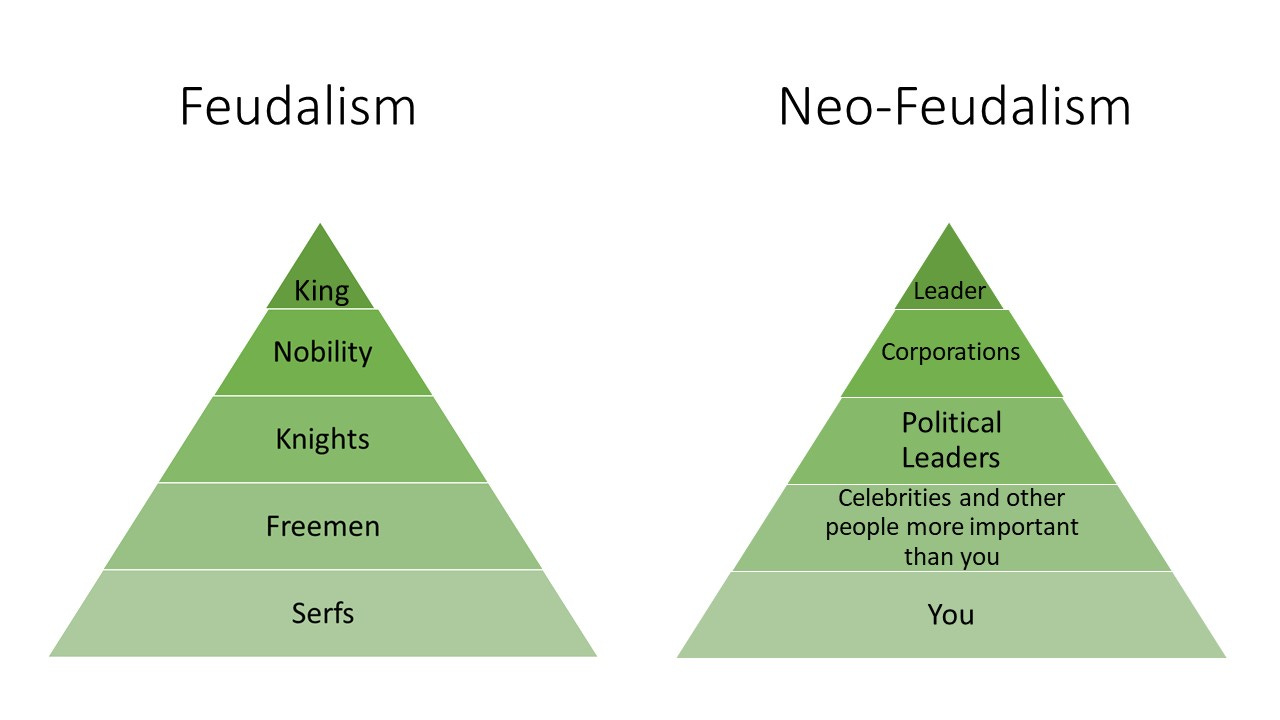 Feudalism
King
Nobility
Knights
Freemen
Serfs
Neo-Feudalism
Leader
Corporations
Political
Leaders
Celebrities and other
people more important
than you
You